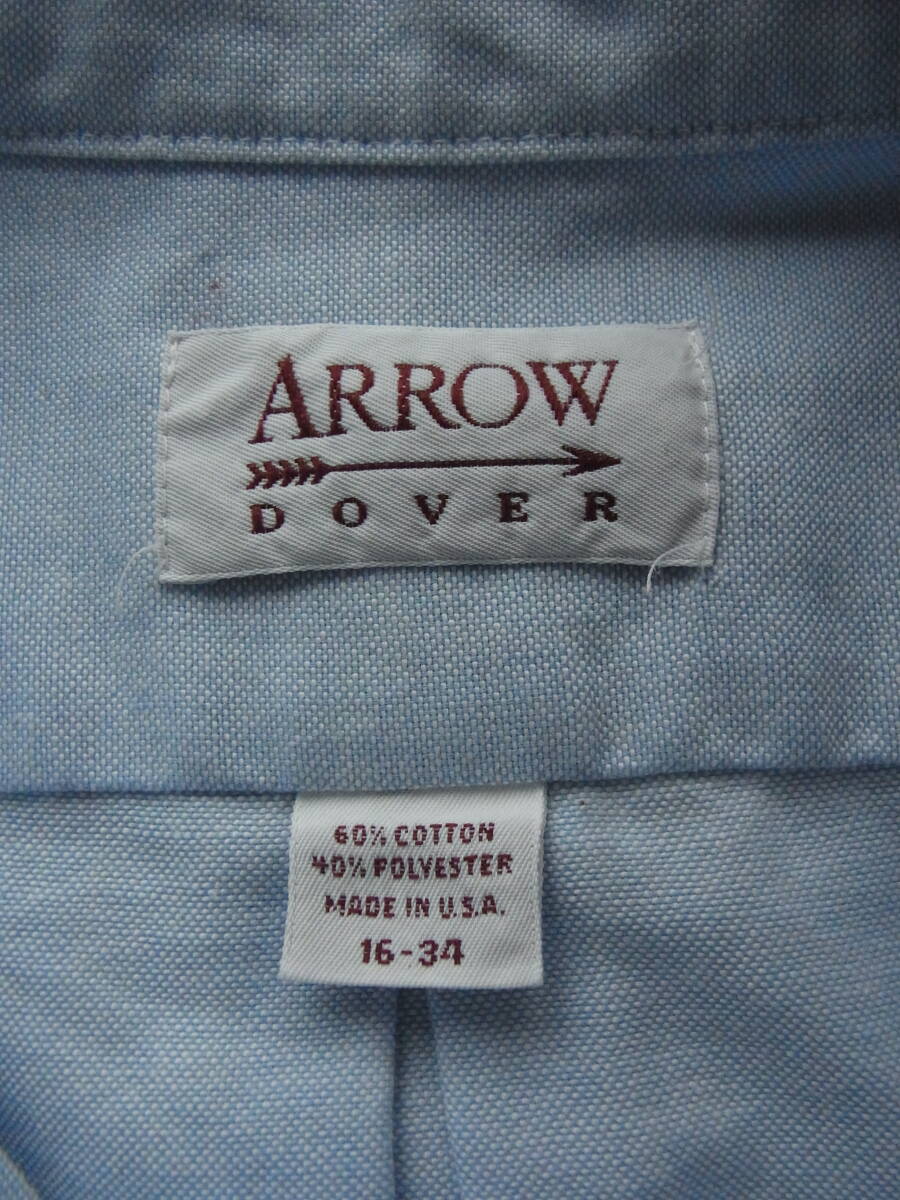 ARROW
DOVER
60% COTTON
40% POLYESTER
MADE IN U.S.A.
16-34